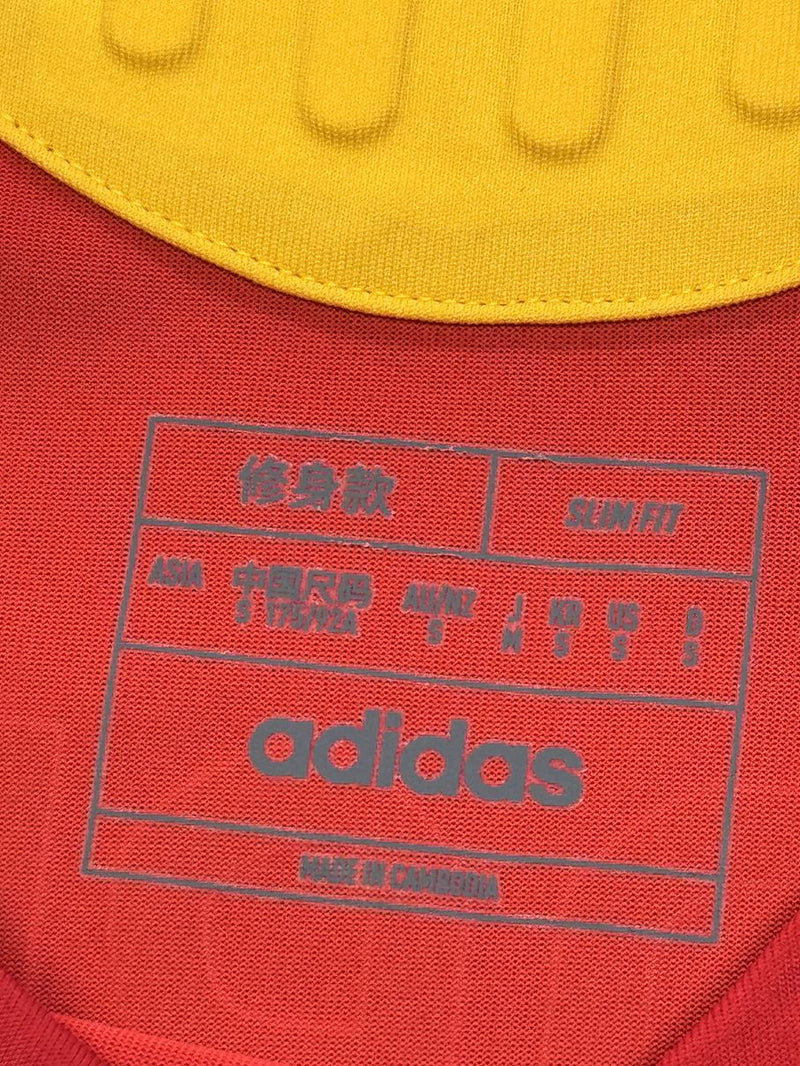 修身款 SLIM FIT
ASIA 中国尺码 AU/NZ J KR US D
S 175/92A S M S S S
adidas
MADE IN CAMBODIA